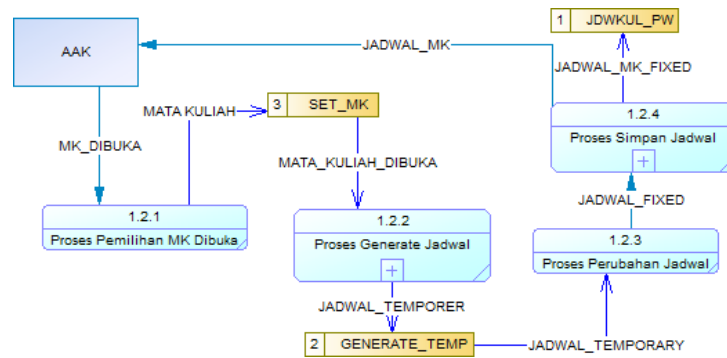 1 JDWKUL_PW
AAK
JADWAL_MK
JADWAL_MK_FIXED
MATA KULIAH
3 SET_MK
1.2.4
Proses Simpan Jadwal
MK_DIBUKA
MATA_KULIAH_DIBUKA
JADWAL_FIXED
1.2.1
Proses Pemilihan MK Dibuka
1.2.2
Proses Generate Jadwal
1.2.3
Proses Perubahan Jadwal
JADWAL_TEMPORER
2 GENERATE_TEMP
JADWAL_TEMPORARY